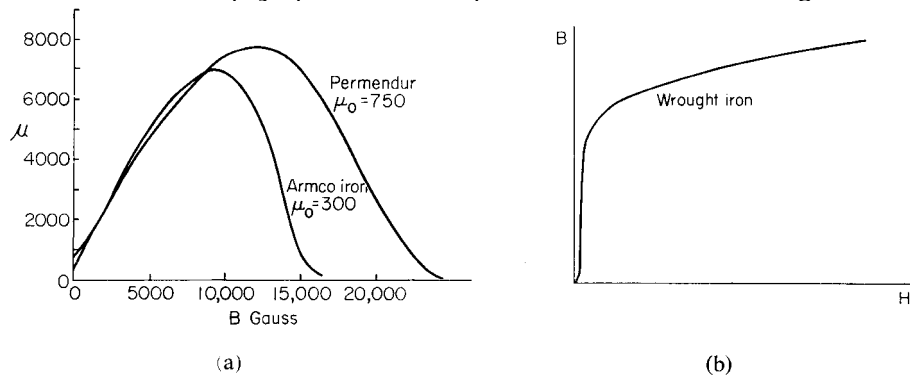 8000
6000
μ
4000
2000
0
0 5000 10,000 15,000 20,000
B Gauss
Permendur
μ₀=750
Armco iron
μ₀=300
(a)
B
Wrought iron
H
(b)